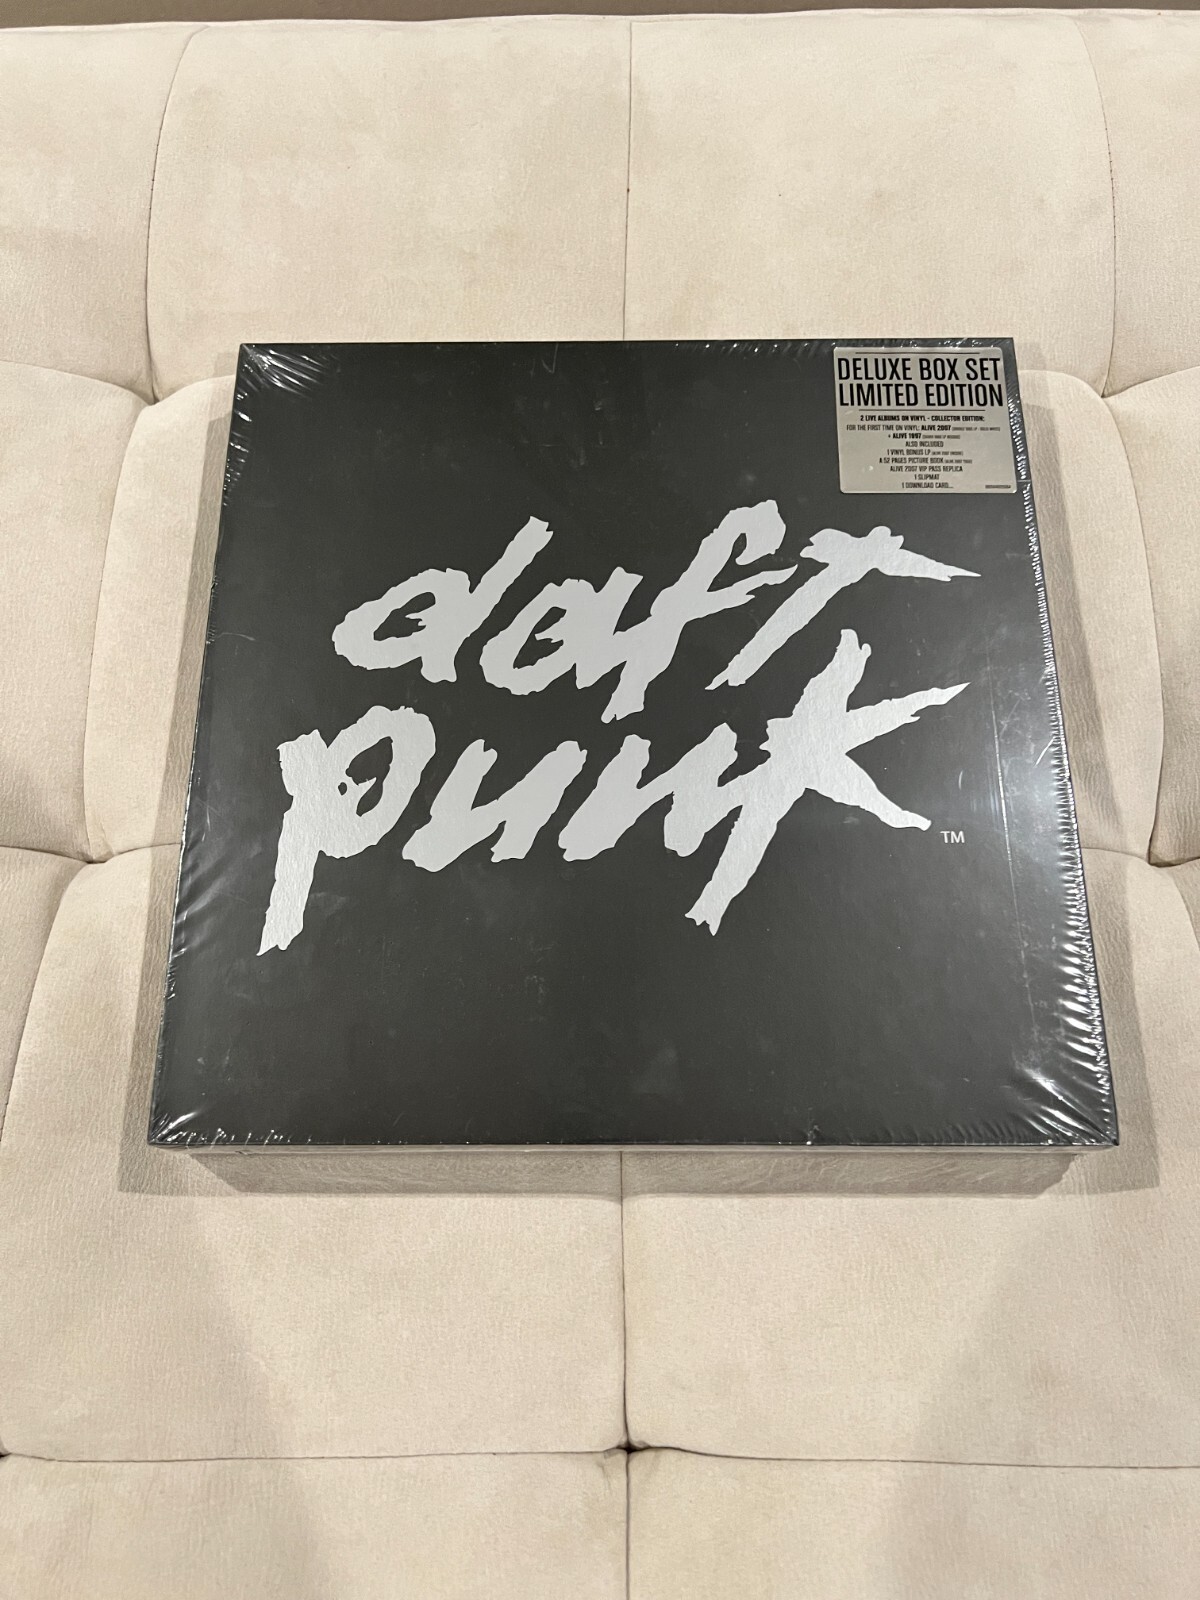 DELUXE BOX SET
LIMITED EDITION
2 LIVE ALBUMS ON VINYL - COLLECTOR EDITION:
FOR THE FIRST TIME ON VINYL: ALIVE 2007
+ ALIVE 1997
ALSO INCLUDED
1 VINYL BONUS LP
A 52 PAGES PICTURE BOOK
ALIVE 2007 VIP PASS REPLICA
1 SLIPMAT
1 DOWNLOAD CARD...
daft
punk
TM